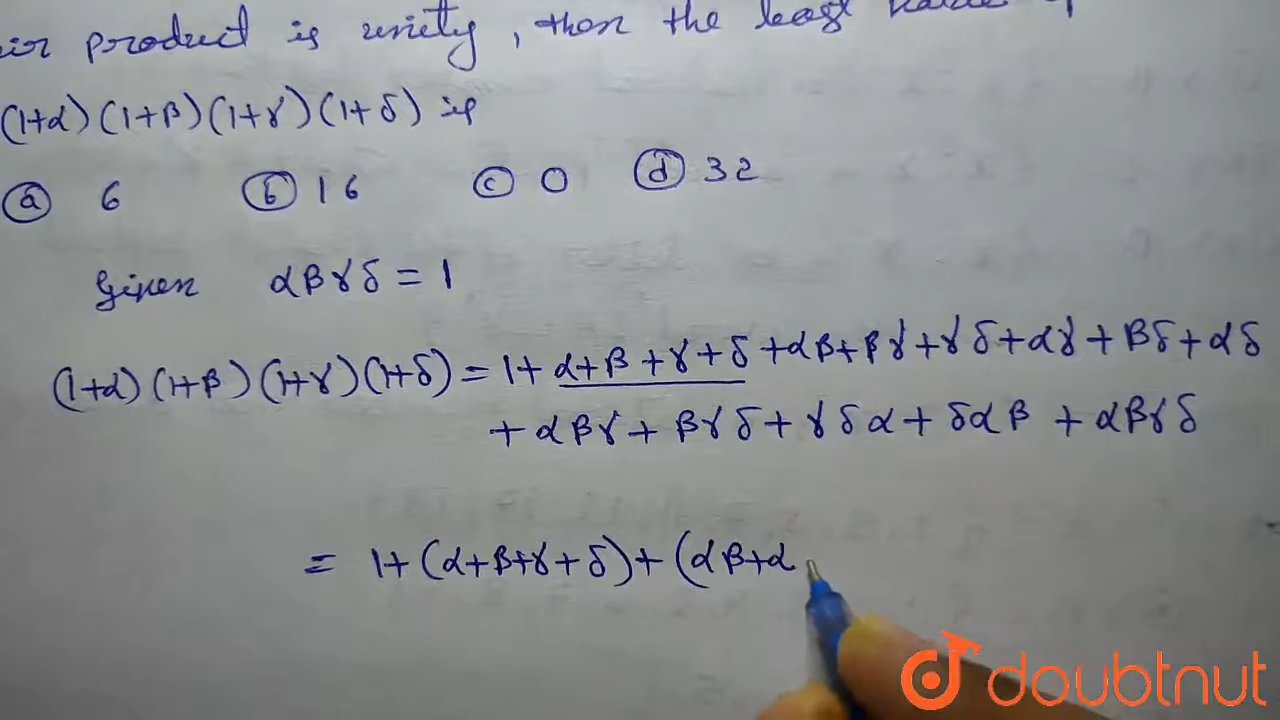 product is unity, then the least
(1+α) (1+β) (1+γ) (1+δ) is
ⓐ 6 ⓑ 16 ⓒ 0 ⓓ 32
Given αβγδ = 1
(1+α) (1+β) (1+γ) (1+δ) = 1 + α+β+γ+δ + αβ+βγ+γδ+αγ+βδ+αδ
+ αβγ + βγδ + γδα + δαβ + αβγδ
= 1+ (α+β+γ+δ) + (αβ+α
doubtnut